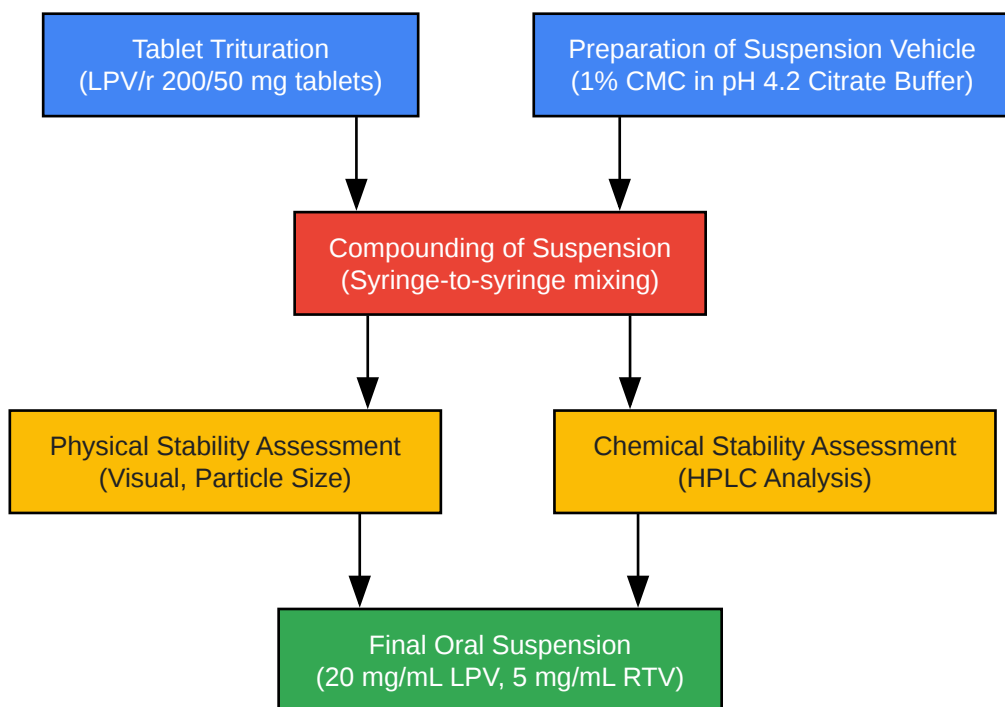 Tablet Trituration
(LPV/r 200/50 mg tablets)
Preparation of Suspension Vehicle
(1% CMC in pH 4.2 Citrate Buffer)
Compounding of Suspension
(Syringe-to-syringe mixing)
Physical Stability Assessment
(Visual, Particle Size)
Chemical Stability Assessment
(HPLC Analysis)
Final Oral Suspension
(20 mg/mL LPV, 5 mg/mL RTV)